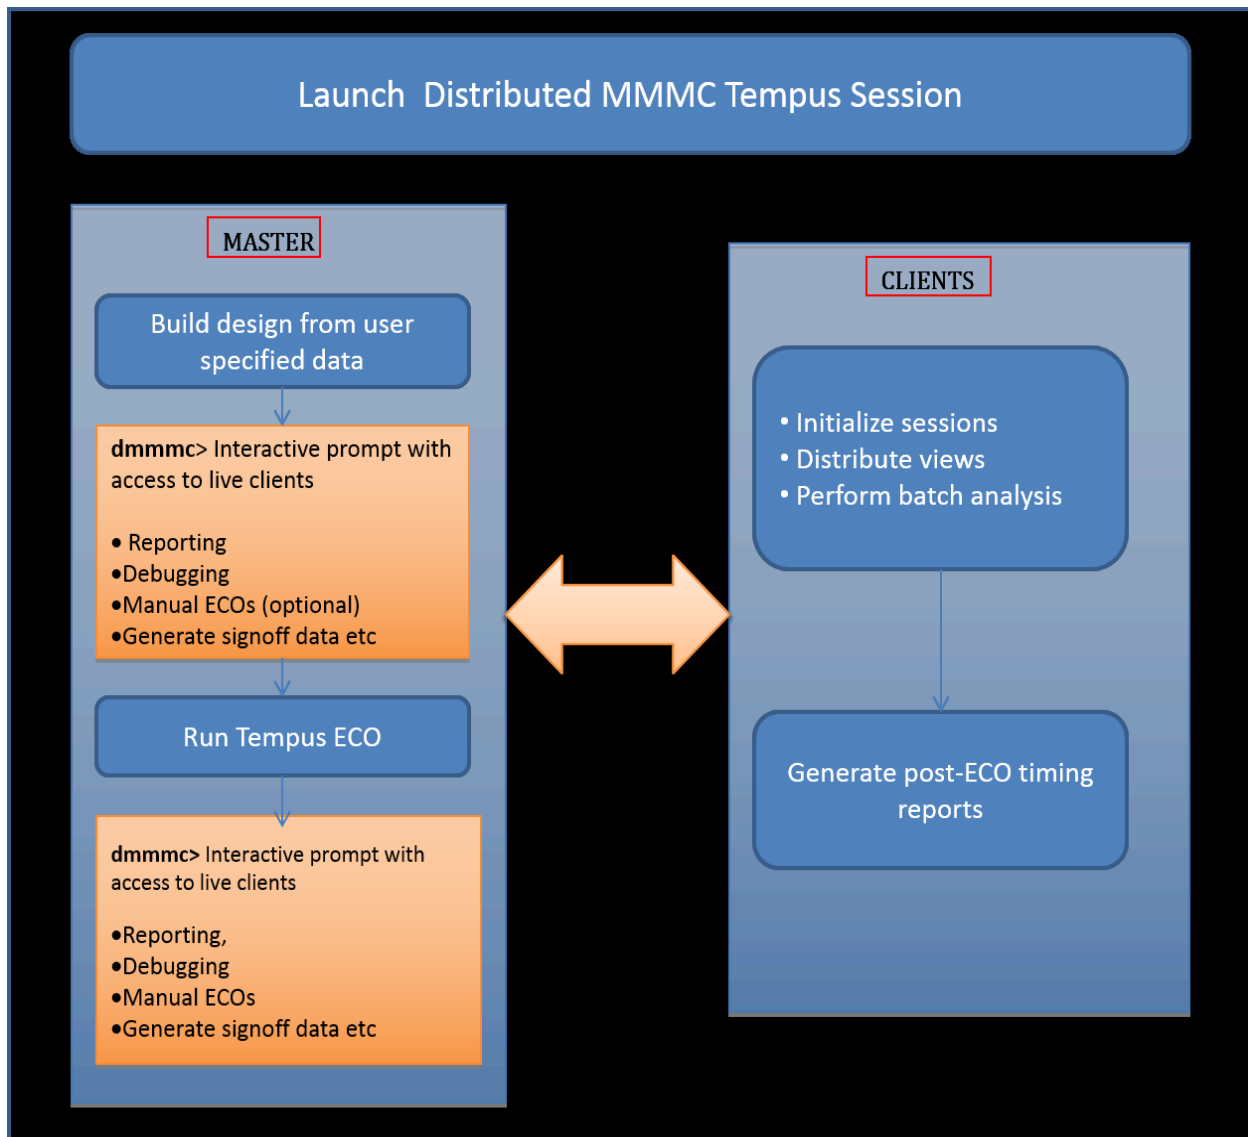 Launch  Distributed MMMC Tempus Session
MASTER
Build design from user
specified data
dmmmc> Interactive prompt with
access to live clients
• Reporting
•Debugging
•Manual ECOs (optional)
•Generate signoff data etc
Run Tempus ECO
dmmmc> Interactive prompt with
access to live clients
•Reporting,
•Debugging
•Manual ECOs
•Generate signoff data etc
CLIENTS
• Initialize sessions
• Distribute views
• Perform batch analysis
Generate post-ECO timing
reports